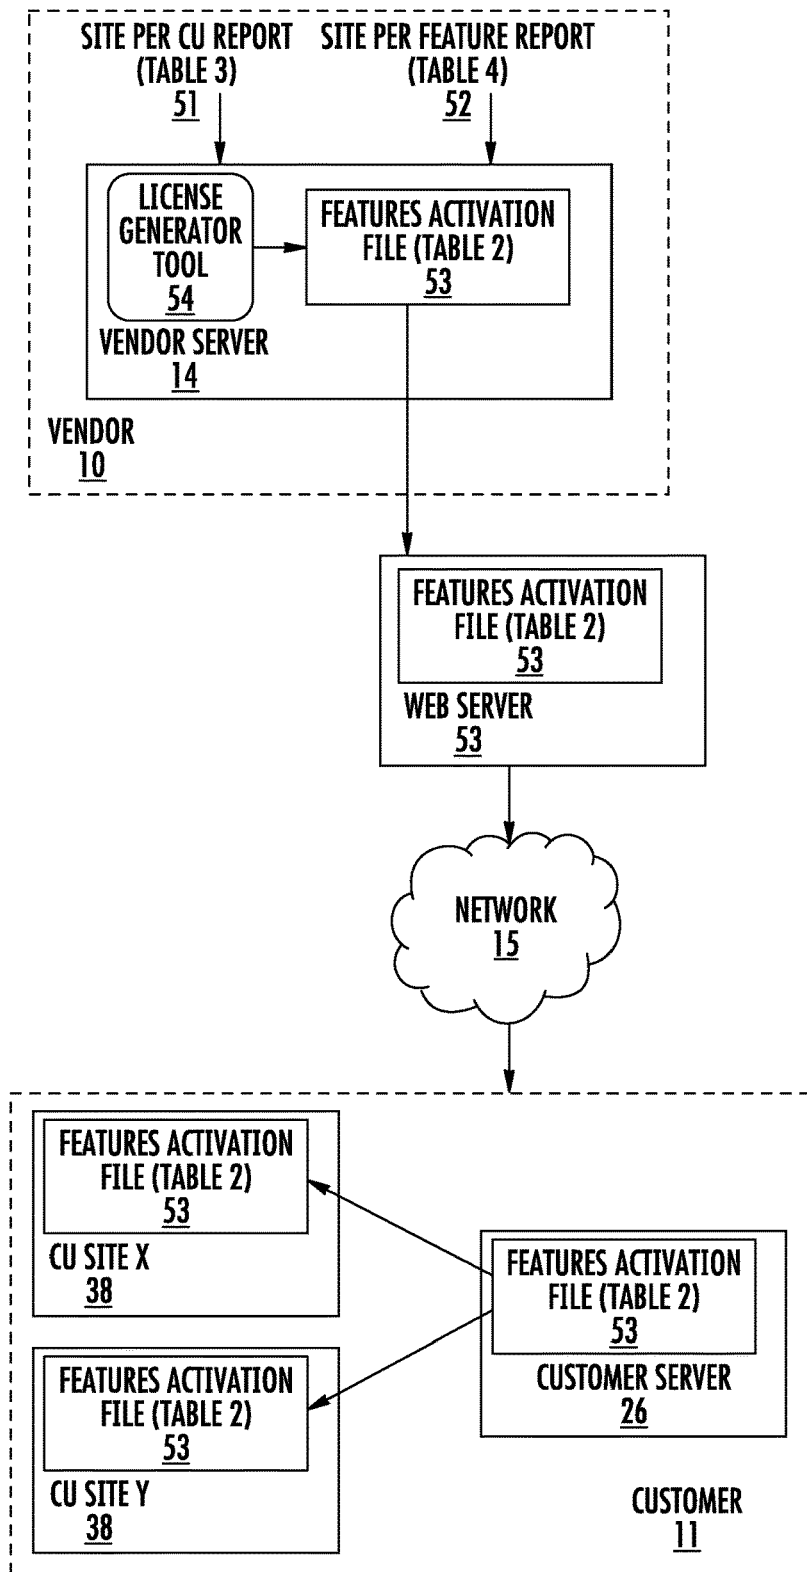 SITE PER CU REPORT
(TABLE 3)
51
SITE PER FEATURE REPORT
(TABLE 4)
52
LICENSE
GENERATOR
TOOL
54
FEATURES ACTIVATION
FILE (TABLE 2)
53
VENDOR SERVER
14
VENDOR
10
FEATURES ACTIVATION
FILE (TABLE 2)
53
WEB SERVER
53
NETWORK
15
FEATURES ACTIVATION
FILE (TABLE 2)
53
CU SITE X
38
FEATURES ACTIVATION
FILE (TABLE 2)
53
CUSTOMER SERVER
26
FEATURES ACTIVATION
FILE (TABLE 2)
53
CU SITE Y
38
CUSTOMER
11